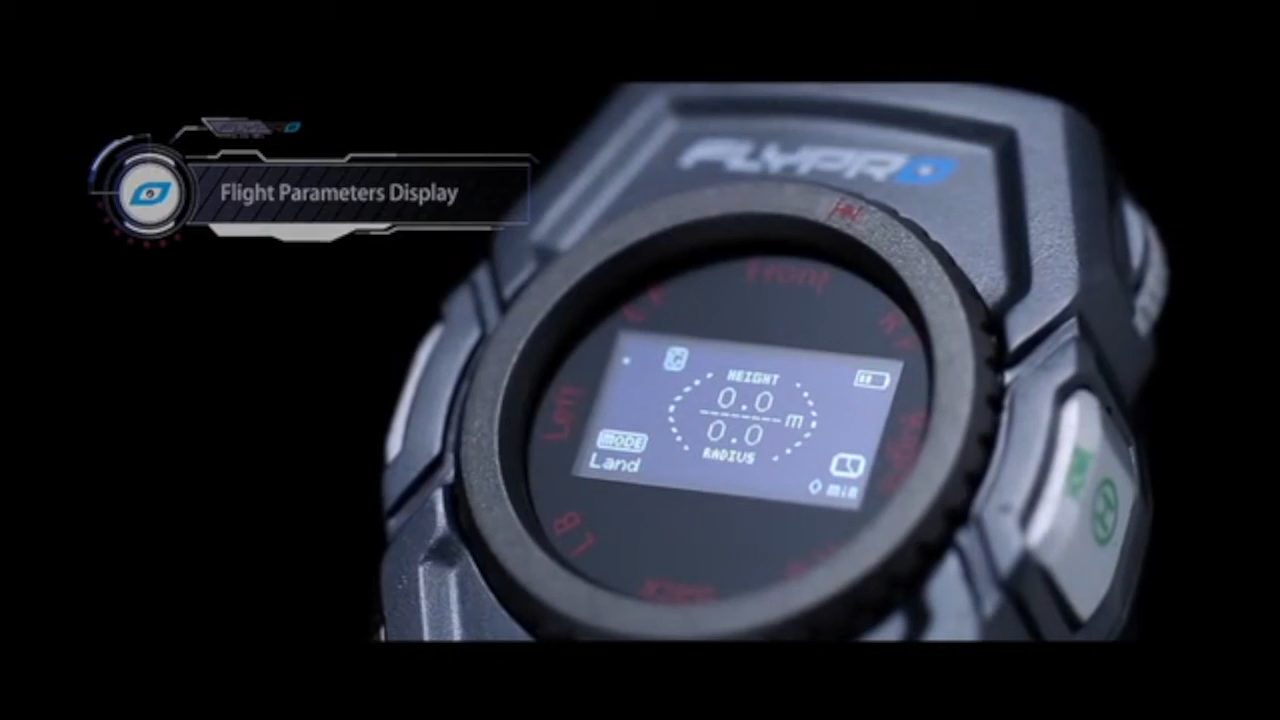 Flight Parameters Display
FLYPRO
Front
Left
HEIGHT
0.0
m
0.0
RADIUS
MODE
Land
0 min
L B
H